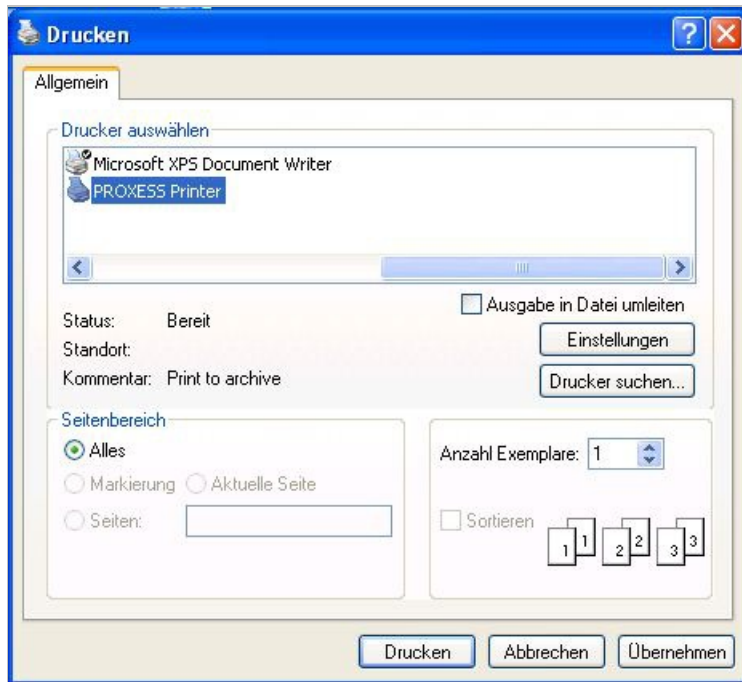 Drucken
Allgemein
Drucker auswählen
Microsoft XPS Document Writer
PROXESS Printer
Ausgabe in Datei umleiten
Status: Bereit
Einstellungen
Standort:
Kommentar: Print to archive
Drucker suchen...
Seitenbereich
Alles
Markierung Aktuelle Seite
Seiten:
Anzahl Exemplare: 1
Sortieren
1 1 2 2 3 3
Drucken Abbrechen Übernehmen